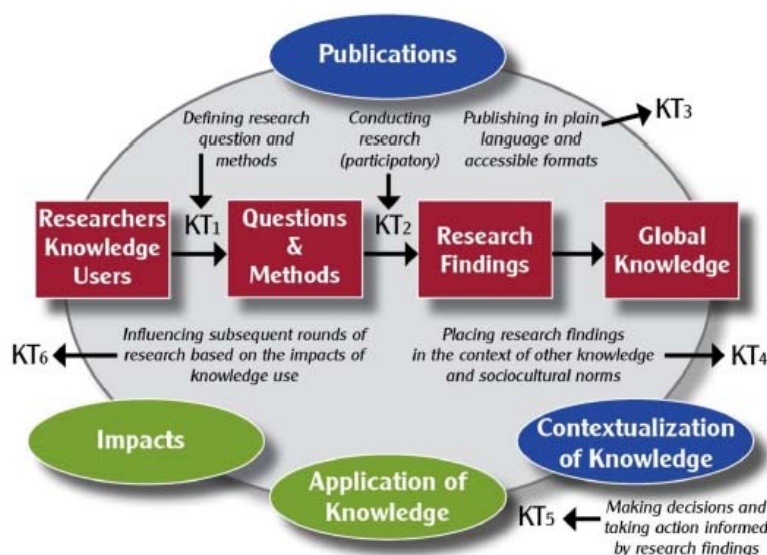 Publications
Defining research
question and
methods
Conducting
research
(participatory)
Publishing in plain
language and
accessible formats
KT3
Researchers
Knowledge
Users
KT1
Questions
&
Methods
KT2
Research
Findings
Global
Knowledge
KT6
Influencing subsequent rounds of
research based on the impacts of
knowledge use
Placing research findings
in the context of other knowledge
and sociocultural norms
KT4
Impacts
Application of
Knowledge
Contextualization
of Knowledge
KT5
Making decisions and
taking action informed
by research findings